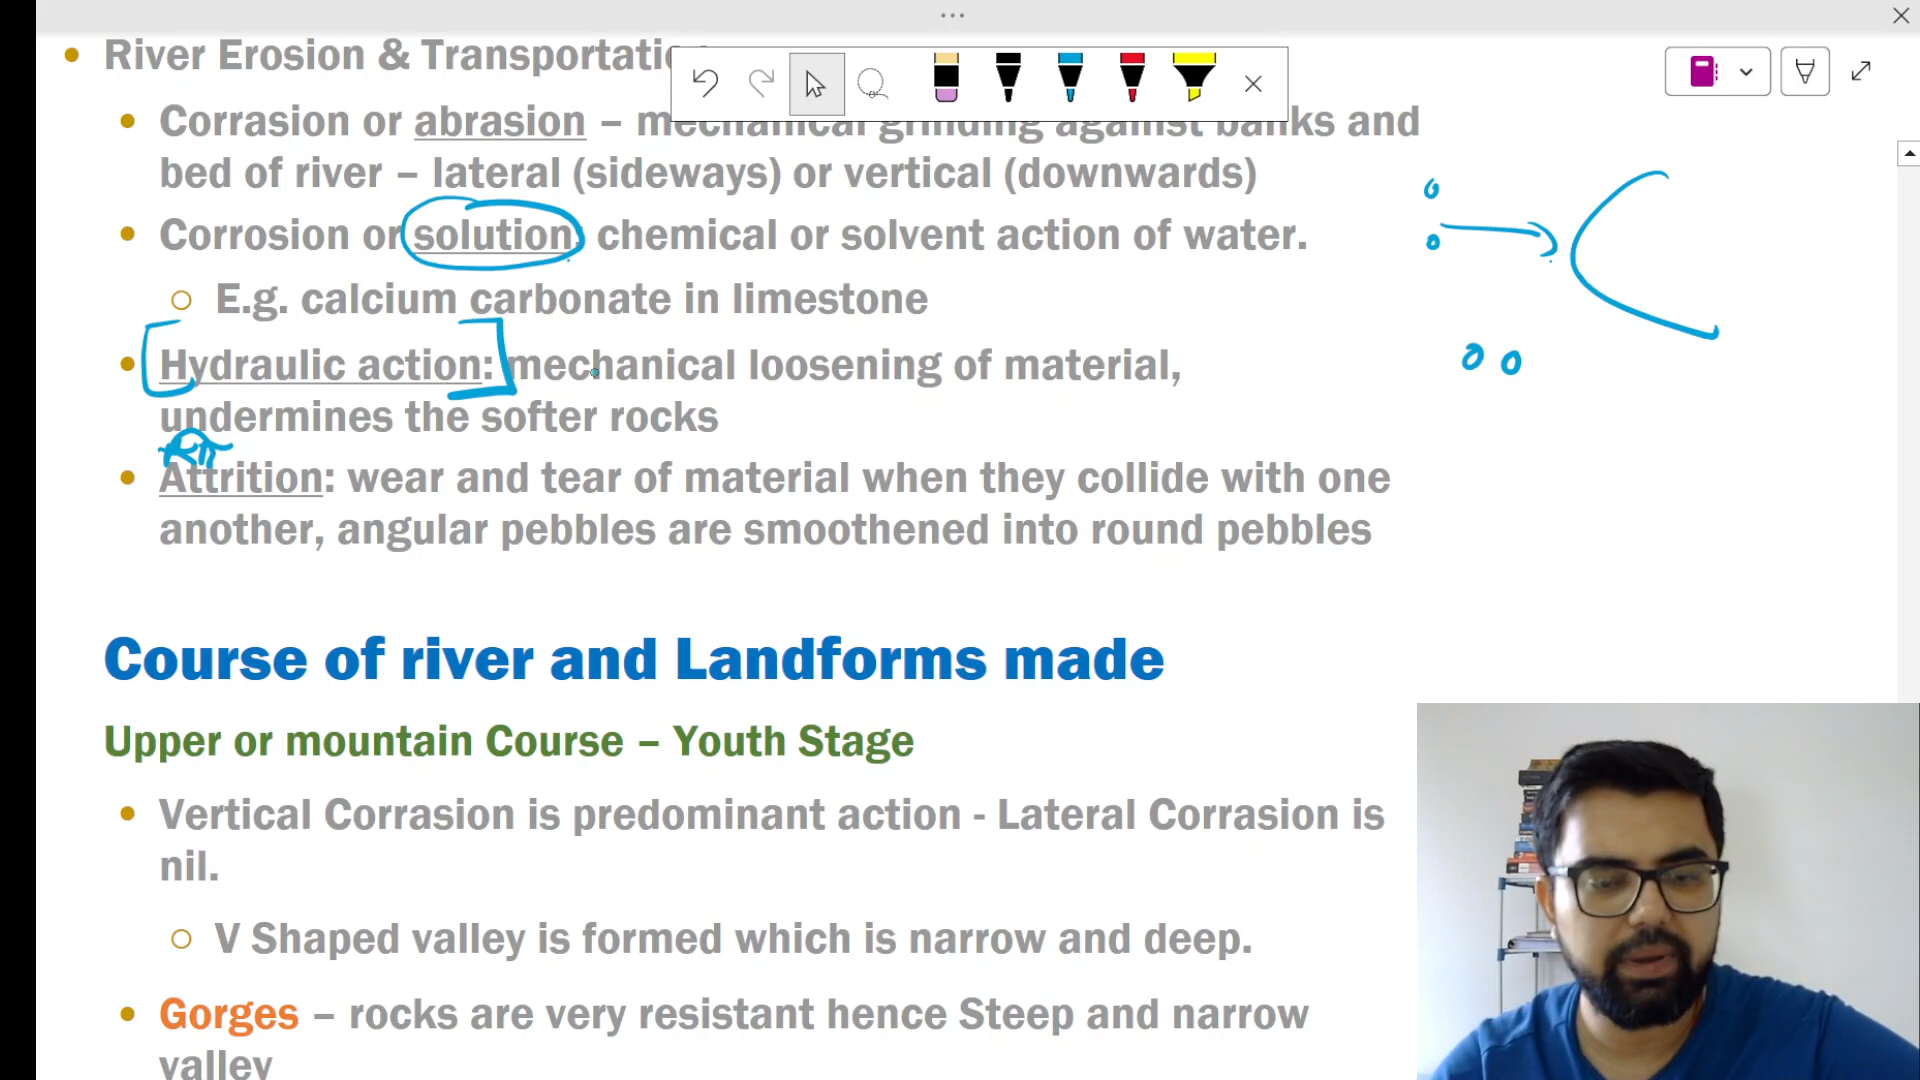 River Erosion & Transportatio
Corrasion or abrasion – mechanical grinding against banks and
bed of river – lateral (sideways) or vertical (downwards)
Corrosion or solution: chemical or solvent action of water.
E.g. calcium carbonate in limestone
Hydraulic action: mechanical loosening of material,
undermines the softer rocks
Attrition: wear and tear of material when they collide with one
another, angular pebbles are smoothened into round pebbles
Course of river and Landforms made
Upper or mountain Course – Youth Stage
Vertical Corrasion is predominant action - Lateral Corrasion is
nil.
V Shaped valley is formed which is narrow and deep.
Gorges – rocks are very resistant hence Steep and narrow
valley